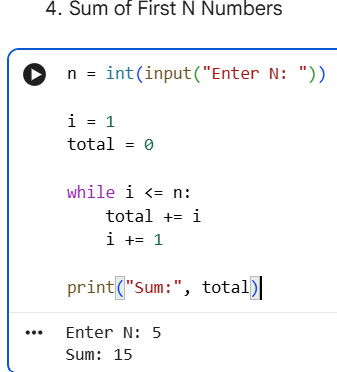 4. Sum of First N Numbers
n = int(input("Enter N: "))
i = 1
total = 0
while i <= n:
    total += i
    i += 1
print("Sum:", total)
Enter N: 5
Sum: 15